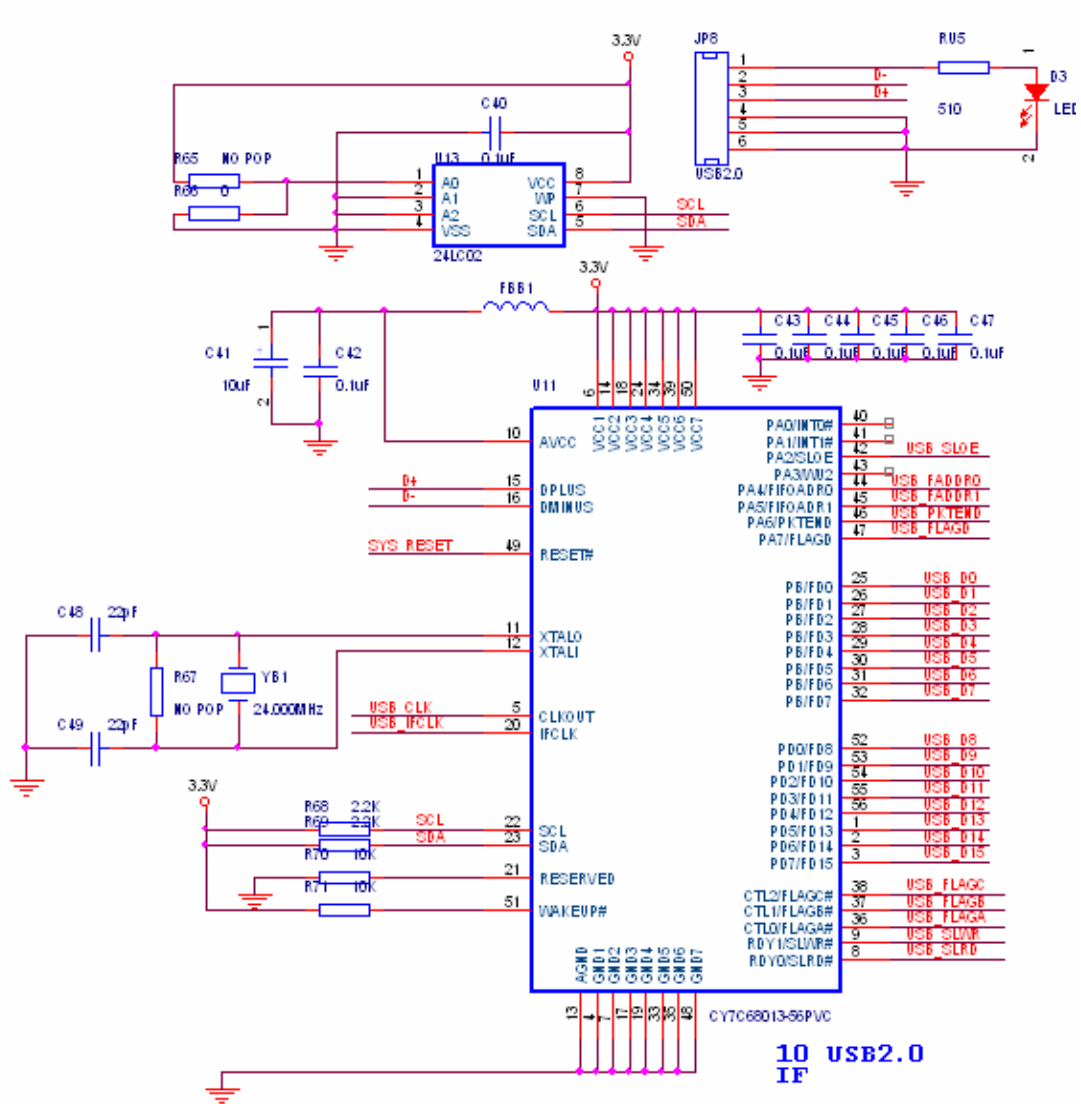 3.3V
JP8
RU5
1
1
D-
2
D+
3
4
5
6
510
D3
LED
2
USB2.0
C40
0.1uF
R65 NO POP
R66 0
U13
1 A0 VCC 8
2 A1 WP 7
3 A2 SCL 6 SCL
4 VSS SDA 5 SDA
24LC02
3.3V
FBB1
1
C41
10uF
2
C42
0.1uF
C43 C44 C45 C46 C47
0.1uF 0.1uF 0.1uF 0.1uF 0.1uF
U11
6 14 18 24 34 39 50
VCC1 VCC2 VCC3 VCC4 VCC5 VCC6 VCC7
10 AVCC
D+ 15 DPLUS
D- 16 DMINUS
SYS_RESET 49 RESET#
C48 22pF
11 XTALO
12 XTALI
R67
NO POP
YB1
24.000MHz
C49 22pF
USB_CLK 5 CLKOUT
USB_IFCLK 20 IFCLK
3.3V
R68 2.2K SCL 22 SCL
R69 2.2K SDA 23 SDA
R70 10K 21 RESERVED
R71 10K 51 WAKEUP#
PA0/INT0# 40
PA1/INT1# 41
PA2/SLOE 42 USB_SLOE
PA3/WU2 43
PA4/FIFOADR0 44 USB_FADDR0
PA5/FIFOADR1 45 USB_FADDR1
PA6/PKTEND 46 USB_PKTEND
PA7/FLAGD 47 USB_FLAGD
PB/FD0 25 USB_D0
PB/FD1 26 USB_D1
PB/FD2 27 USB_D2
PB/FD3 28 USB_D3
PB/FD4 29 USB_D4
PB/FD5 30 USB_D5
PB/FD6 31 USB_D6
PB/FD7 32 USB_D7
PD0/FD8 52 USB_D8
PD1/FD9 53 USB_D9
PD2/FD10 54 USB_D10
PD3/FD11 55 USB_D11
PD4/FD12 56 USB_D12
PD5/FD13 1 USB_D13
PD6/FD14 2 USB_D14
PD7/FD15 3 USB_D15
CTL2/FLAGC# 38 USB_FLAGC
CTL1/FLAGB# 37 USB_FLAGB
CTL0/FLAGA# 36 USB_FLAGA
RDY1/SLWR# 9 USB_SLWR
RDY0/SLRD# 8 USB_SLRD
AGND GND1 GND2 GND3 GND4 GND5 GND6 GND7
13 4 7 17 19 33 35 48
CY7C68013-56PVC
10 USB2.0
IF